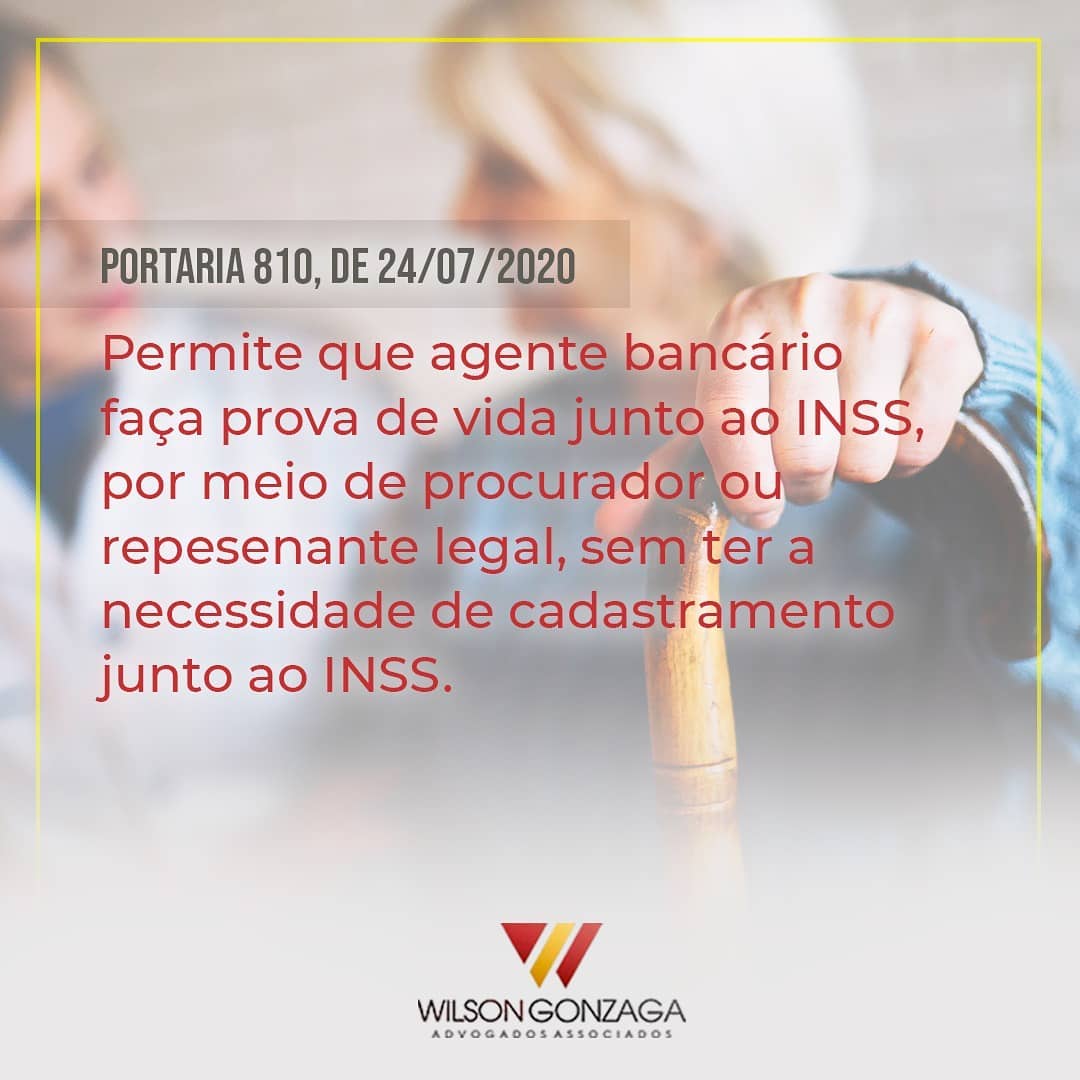 PORTARIA 810, DE 24/07/2020
Permite que agente bancário
faça prova de vida junto ao INSS,
por meio de procurador ou
repesenante legal, sem ter a
necessidade de cadastramento
junto ao INSS.
WILSON GONZAGA
ADVOGADOS ASSOCIADOS